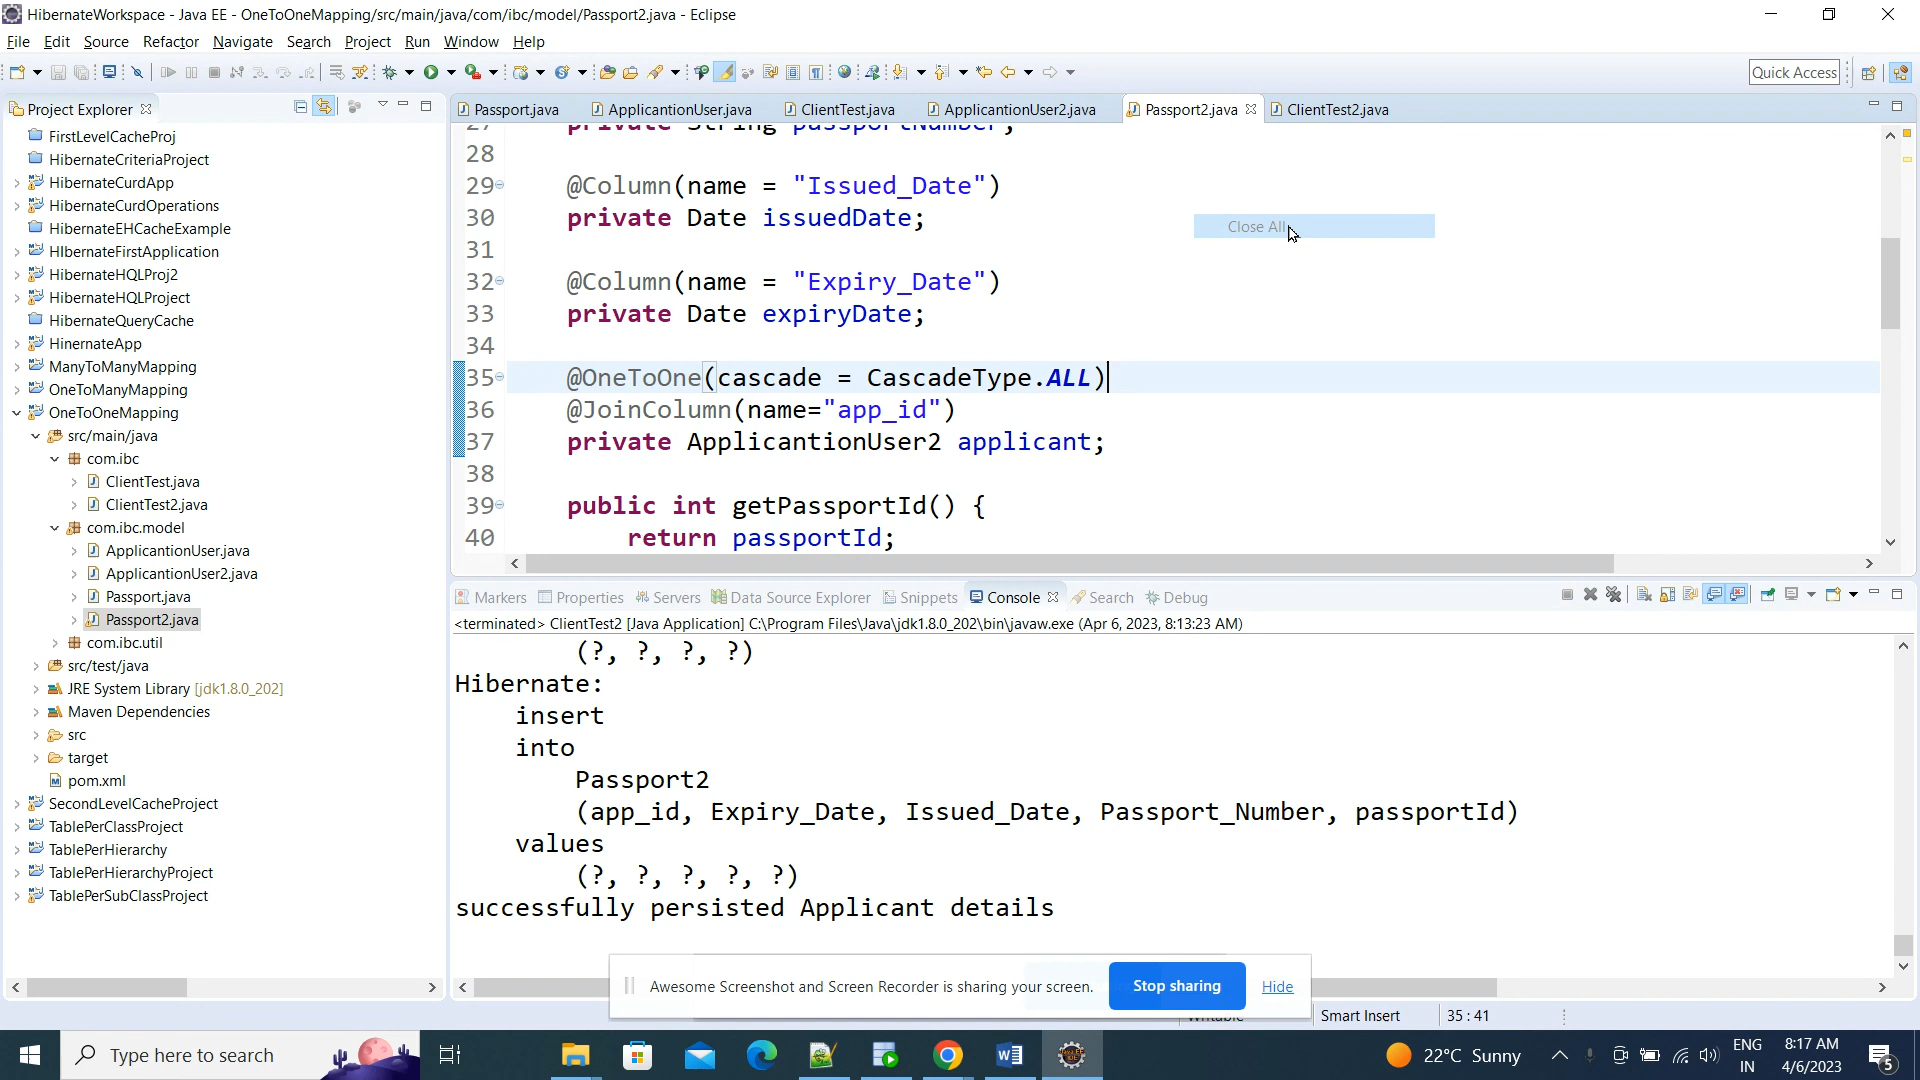 HibernateWorkspace - Java EE - OneToOneMapping/src/main/java/com/ibc/model/Passport2.java - Eclipse
File Edit Source Refactor Navigate Search Project Run Window Help
Quick Access
Project Explorer
FirstLevelCacheProj
HibernateCriteriaProject
HibernateCurdApp
HibernateCurdOperations
HibernateEHCacheExample
HIbernateFirstApplication
HibernateHQLProj2
HibernateHQLProject
HibernateQueryCache
HinernateApp
ManyToManyMapping
OneToManyMapping
OneToOneMapping
src/main/java
com.ibc
ClientTest.java
ClientTest2.java
com.ibc.model
ApplicantionUser.java
ApplicantionUser2.java
Passport.java
Passport2.java
com.ibc.util
src/test/java
JRE System Library [jdk1.8.0_202]
Maven Dependencies
src
target
pom.xml
SecondLevelCacheProject
TablePerClassProject
TablePerHierarchy
TablePerHierarchyProject
TablePerSubClassProject
Passport.java ApplicantionUser.java ClientTest.java ApplicantionUser2.java Passport2.java ClientTest2.java
27 private String passportNumber;
28
29 @Column(name = "Issued_Date")
30 private Date issuedDate;
31
32 @Column(name = "Expiry_Date")
33 private Date expiryDate;
34
35 @OneToOne(cascade = CascadeType.ALL)
36 @JoinColumn(name="app_id")
37 private ApplicantionUser2 applicant;
38
39 public int getPassportId() {
40 return passportId;
Close All
Markers Properties Servers Data Source Explorer Snippets Console Search Debug
<terminated> ClientTest2 [Java Application] C:\Program Files\Java\jdk1.8.0_202\bin\javaw.exe (Apr 6, 2023, 8:13:23 AM)
(?, ?, ?, ?)
Hibernate:
insert
into
Passport2
(app_id, Expiry_Date, Issued_Date, Passport_Number, passportId)
values
(?, ?, ?, ?, ?)
successfully persisted Applicant details
Awesome Screenshot and Screen Recorder is sharing your screen. Stop sharing Hide
Writable Smart Insert 35 : 41
Type here to search
22°C Sunny
ENG
IN
8:17 AM
4/6/2023
5